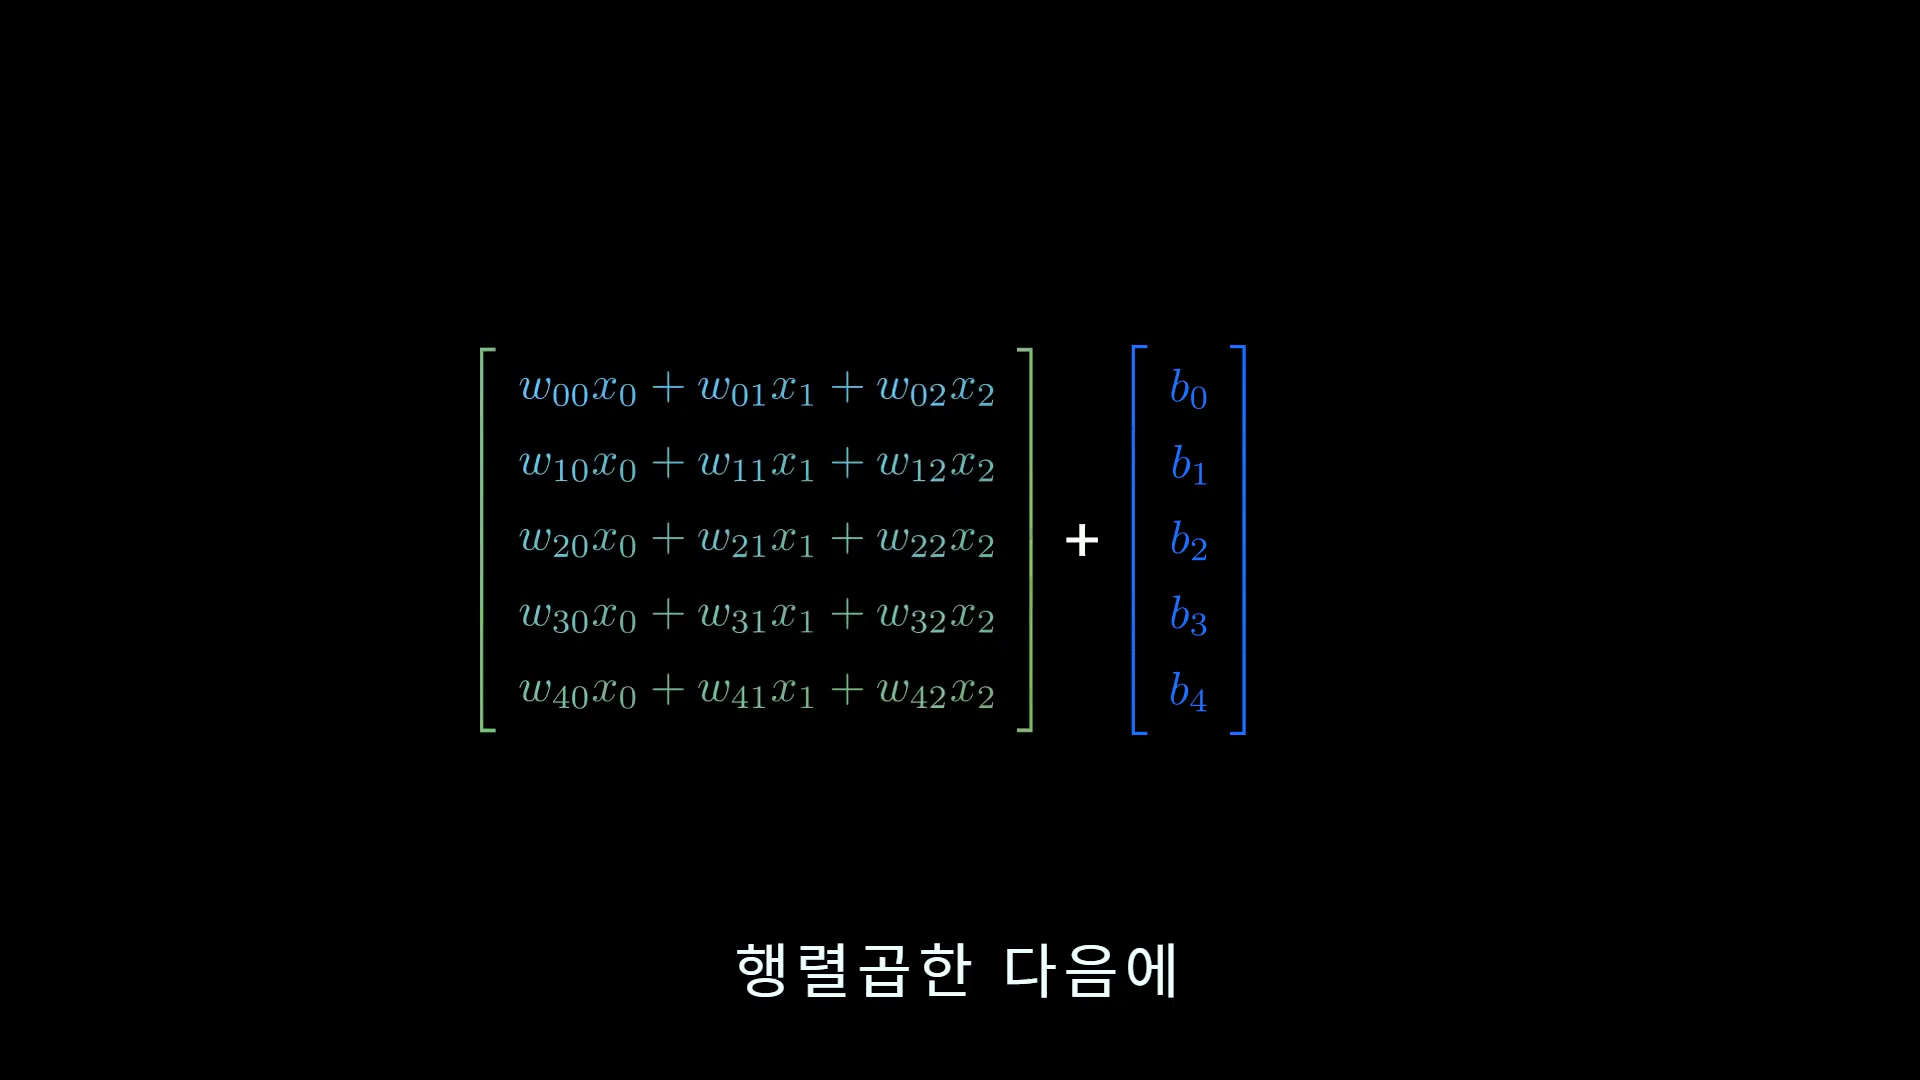 w₀₀x₀ + w₀₁x₁ + w₀₂x₂
w₁₀x₀ + w₁₁x₁ + w₁₂x₂
w₂₀x₀ + w₂₁x₁ + w₂₂x₂
w₃₀x₀ + w₃₁x₁ + w₃₂x₂
w₄₀x₀ + w₄₁x₁ + w₄₂x₂
+
b₀
b₁
b₂
b₃
b₄
행렬곱한 다음에